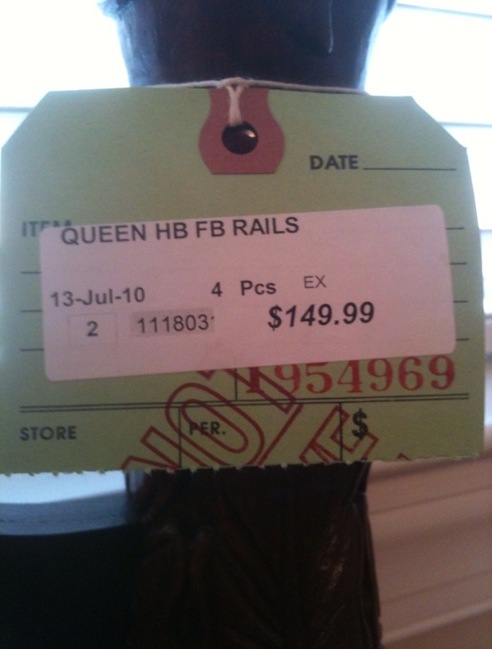 DATE
ITEM
QUEEN HB FB RAILS
13-Jul-10 4 Pcs EX
2 111803 $149.99
1954969
STORE PER. $
NOT